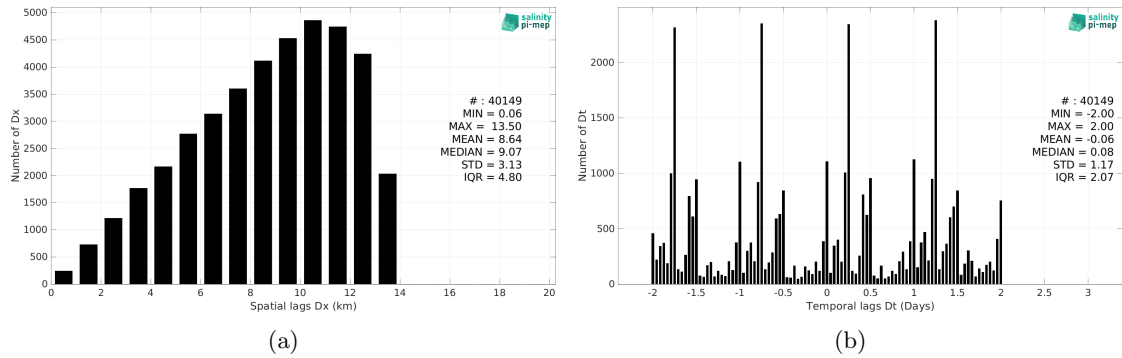 salinity
pi-mep
Number of Dx
5000
4500
4000
3500
3000
2500
2000
1500
1000
500
0
# : 40149
MIN = 0.06
MAX = 13.50
MEAN = 8.64
MEDIAN = 9.07
STD = 3.13
IQR = 4.80
0 2 4 6 8 10 12 14 16 18 20
Spatial lags Dx (km)
(a)
salinity
pi-mep
Number of Dt
2000
1500
1000
500
0
# : 40149
MIN = -2.00
MAX = 2.00
MEAN = -0.06
MEDIAN = 0.08
STD = 1.17
IQR = 2.07
-2 -1.5 -1 -0.5 0 0.5 1 1.5 2 2.5 3
Temporal lags Dt (Days)
(b)